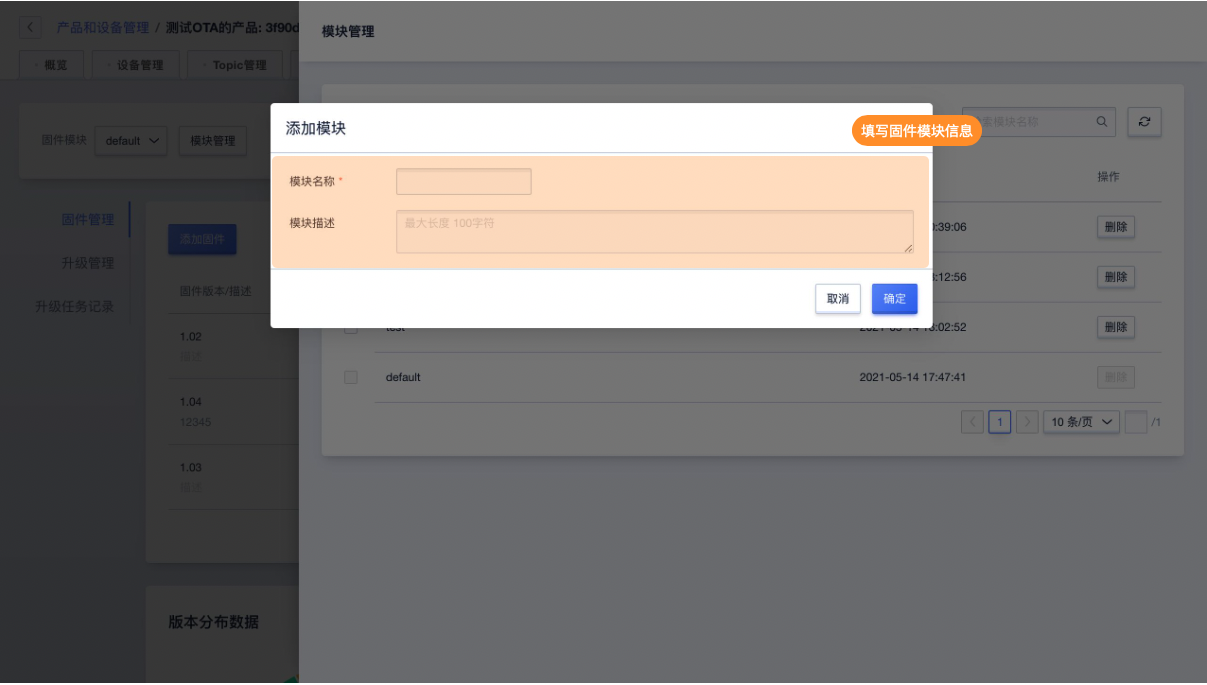 产品和设备管理 / 测试OTA的产品: 3f90d
模块管理
· 概览
· 设备管理
· Topic管理
固件模块 default 模块管理
固件管理
升级管理
升级任务记录
添加固件
固件版本/描述
1.02
描述
1.04
12345
1.03
描述
版本分布数据
添加模块
填写固件模块信息
模块名称 *
模块描述
最大长度 100字符
取消
确定
模块名称
操作
:39:06 删除
:12:56 删除
test 2021-05-14 18:02:52 删除
default 2021-05-14 17:47:41 删除
1 10 条/页 /1